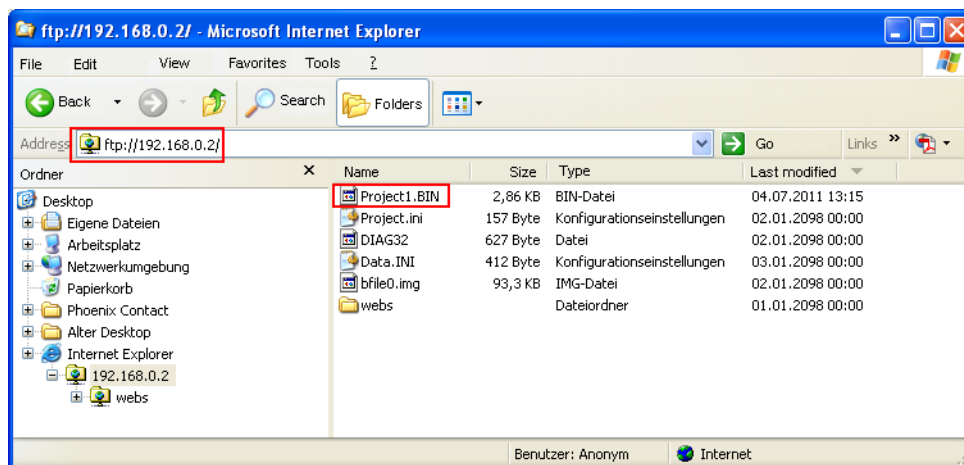 ftp://192.168.0.2/ - Microsoft Internet Explorer
File Edit View Favorites Tools ?
Back Search Folders
Address ftp://192.168.0.2/ Go Links »
Ordner X
Name Size Type Last modified
Desktop
Eigene Dateien
Arbeitsplatz
Netzwerkumgebung
Papierkorb
Phoenix Contact
Alter Desktop
Internet Explorer
192.168.0.2
webs
Project1.BIN 2,86 KB BIN-Datei 04.07.2011 13:15
Project.ini 157 Byte Konfigurationseinstellungen 02.01.2098 00:00
DIAG32 627 Byte Datei 02.01.2098 00:00
Data.INI 412 Byte Konfigurationseinstellungen 03.01.2098 00:00
bfile0.img 93,3 KB IMG-Datei 02.01.2098 00:00
webs Dateiordner 01.01.2098 00:00
Benutzer: Anonym Internet